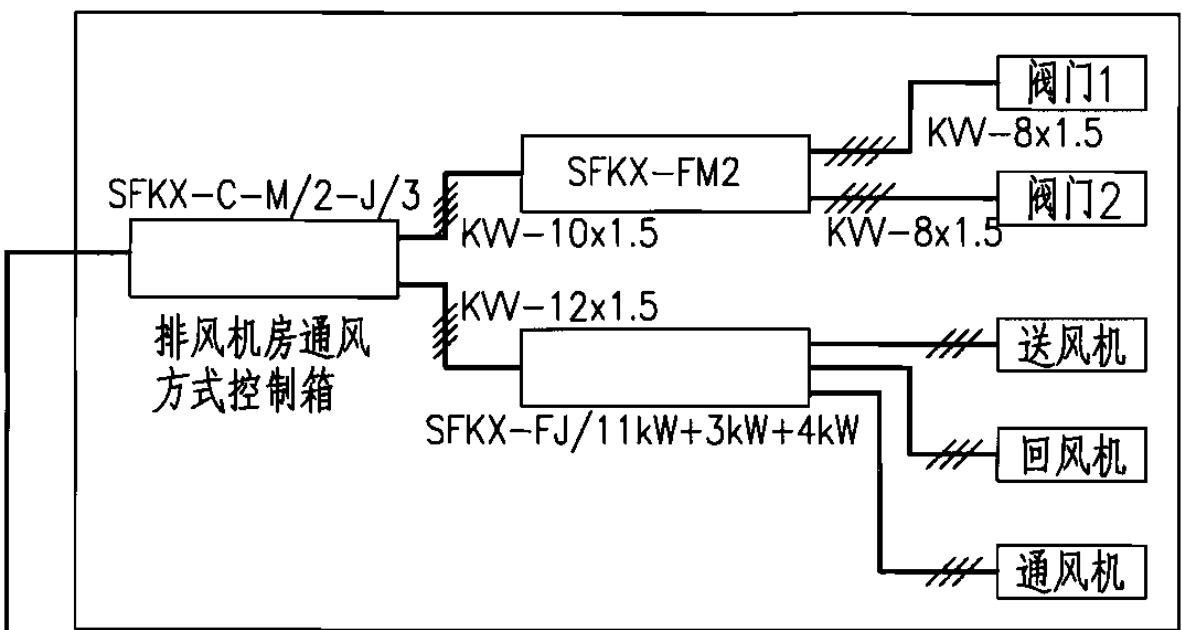 阀门1
KVV-8x1.5
SFKX-FM2
SFKX-C-M/2-J/3
阀门2
KVV-10x1.5
KVV-8x1.5
KVV-12x1.5
排风机房通风
方式控制箱
送风机
SFKX-FJ/11kW+3kW+4kW
回风机
通风机